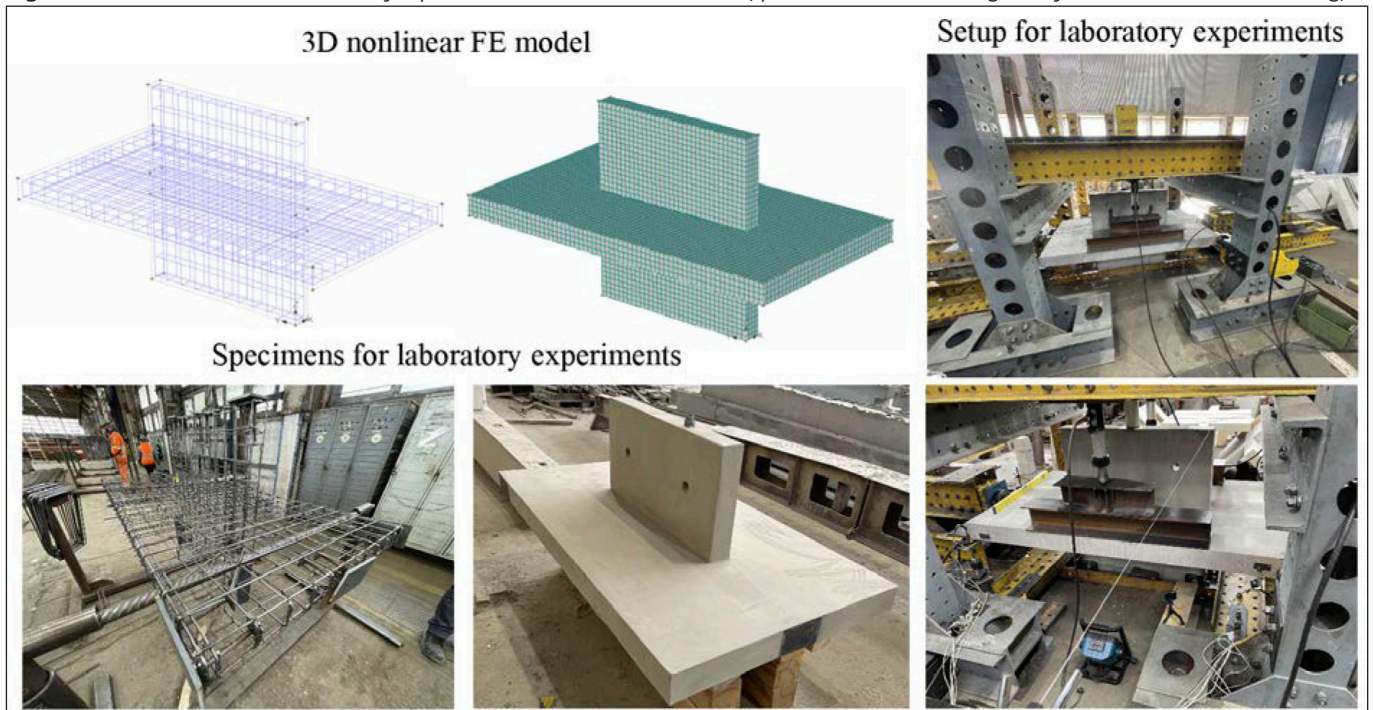 3D nonlinear FE model
Setup for laboratory experiments
Specimens for laboratory experiments